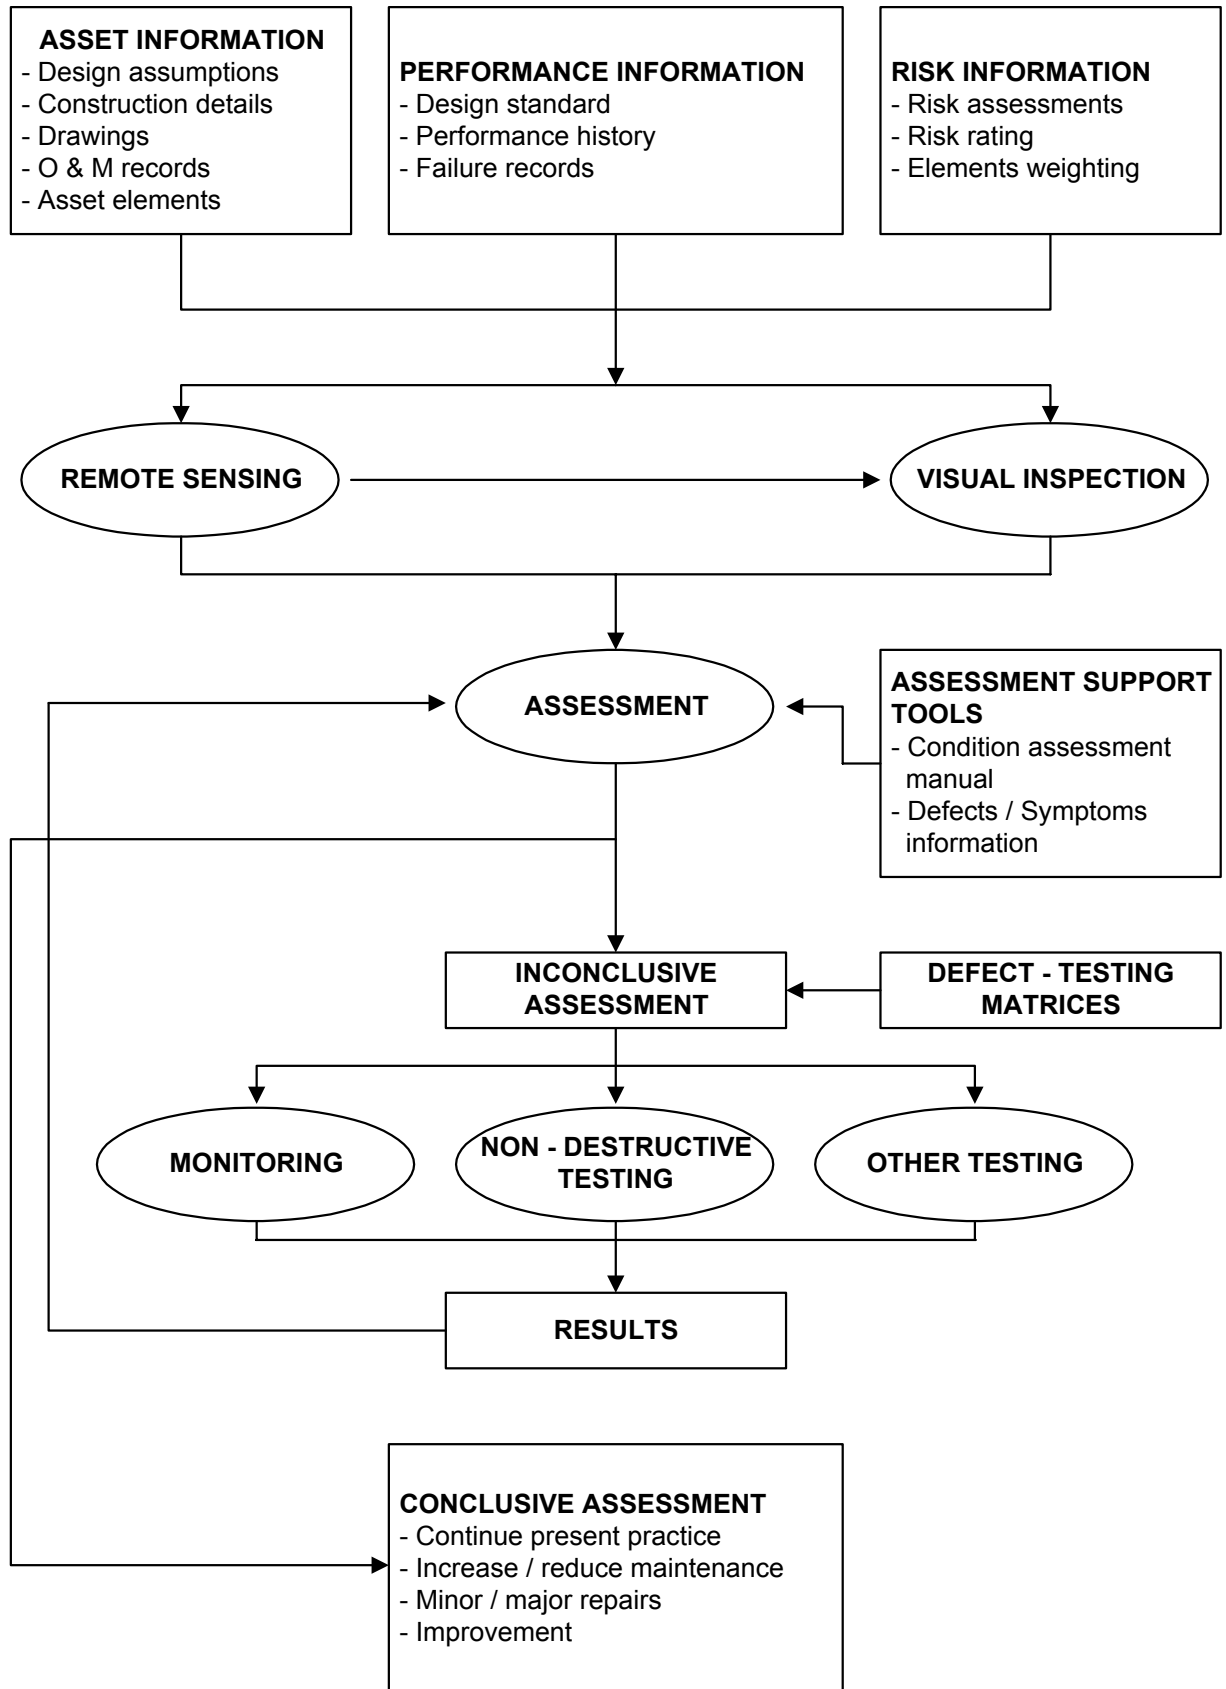 ASSET INFORMATION
- Design assumptions
- Construction details
- Drawings
- O & M records
- Asset elements
PERFORMANCE INFORMATION
- Design standard
- Performance history
- Failure records
RISK INFORMATION
- Risk assessments
- Risk rating
- Elements weighting
REMOTE SENSING
VISUAL INSPECTION
ASSESSMENT
ASSESSMENT SUPPORT
TOOLS
- Condition assessment
manual
- Defects / Symptoms
information
INCONCLUSIVE
ASSESSMENT
DEFECT - TESTING
MATRICES
MONITORING
NON - DESTRUCTIVE
TESTING
OTHER TESTING
RESULTS
CONCLUSIVE ASSESSMENT
- Continue present practice
- Increase / reduce maintenance
- Minor / major repairs
- Improvement